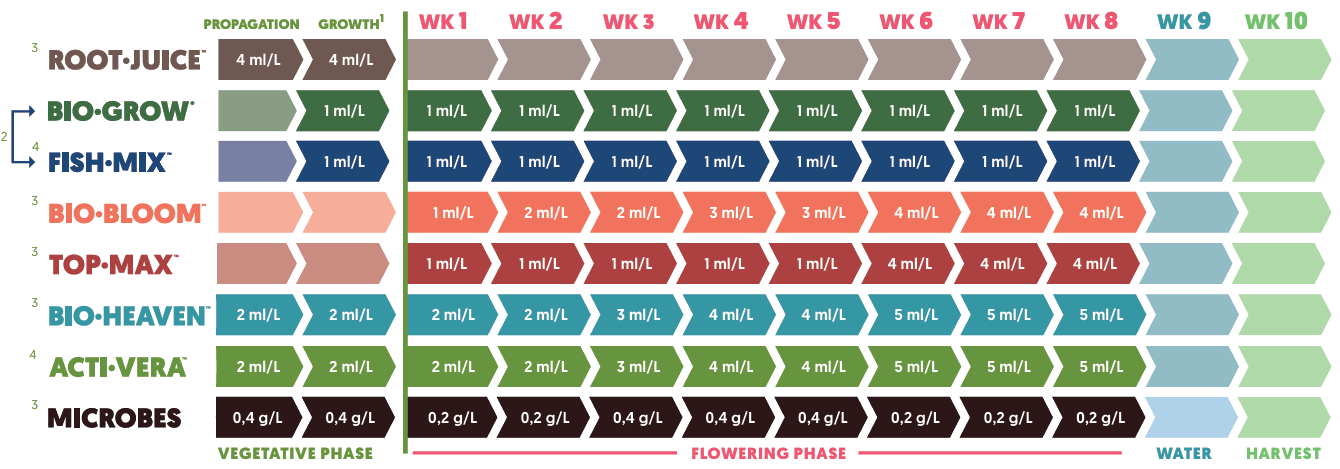 PROPAGATION GROWTH¹ WK 1 WK 2 WK 3 WK 4 WK 5 WK 6 WK 7 WK 8 WK 9 WK 10
3 ROOT•JUICE™ 4 ml/L 4 ml/L
BIO•GROW® 1 ml/L 1 ml/L 1 ml/L 1 ml/L 1 ml/L 1 ml/L 1 ml/L 1 ml/L 1 ml/L
2
4 FISH•MIX™ 1 ml/L 1 ml/L 1 ml/L 1 ml/L 1 ml/L 1 ml/L 1 ml/L 1 ml/L 1 ml/L
3 BIO•BLOOM™ 1 ml/L 2 ml/L 2 ml/L 3 ml/L 3 ml/L 4 ml/L 4 ml/L 4 ml/L
3 TOP•MAX™ 1 ml/L 1 ml/L 1 ml/L 1 ml/L 1 ml/L 4 ml/L 4 ml/L 4 ml/L
3 BIO•HEAVEN™ 2 ml/L 2 ml/L 2 ml/L 2 ml/L 3 ml/L 4 ml/L 4 ml/L 5 ml/L 5 ml/L 5 ml/L
4 ACTI•VERA™ 2 ml/L 2 ml/L 2 ml/L 2 ml/L 3 ml/L 4 ml/L 4 ml/L 5 ml/L 5 ml/L 5 ml/L
3 MICROBES 0,4 g/L 0,4 g/L 0,2 g/L 0,2 g/L 0,4 g/L 0,4 g/L 0,4 g/L 0,2 g/L 0,2 g/L 0,2 g/L
VEGETATIVE PHASE FLOWERING PHASE WATER HARVEST